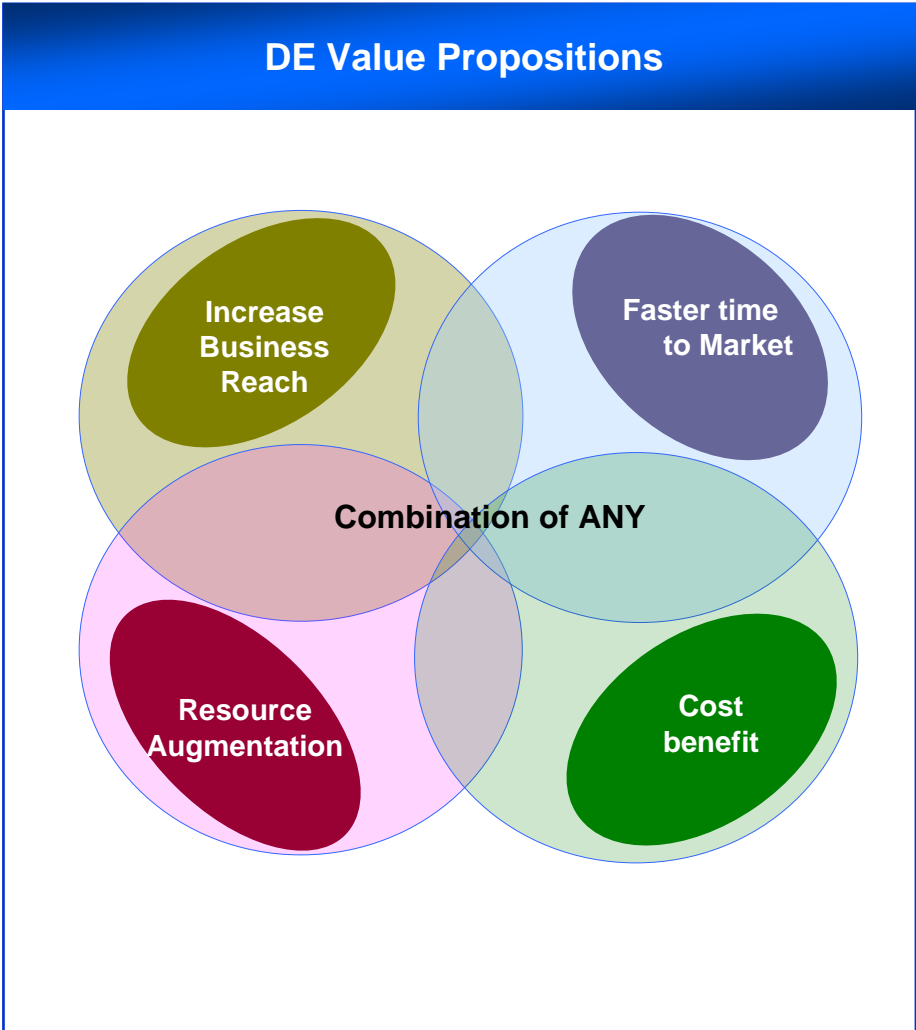 DE Value Propositions
Increase
Business
Reach
Faster time
to Market
Combination of ANY
Resource
Augmentation
Cost
benefit